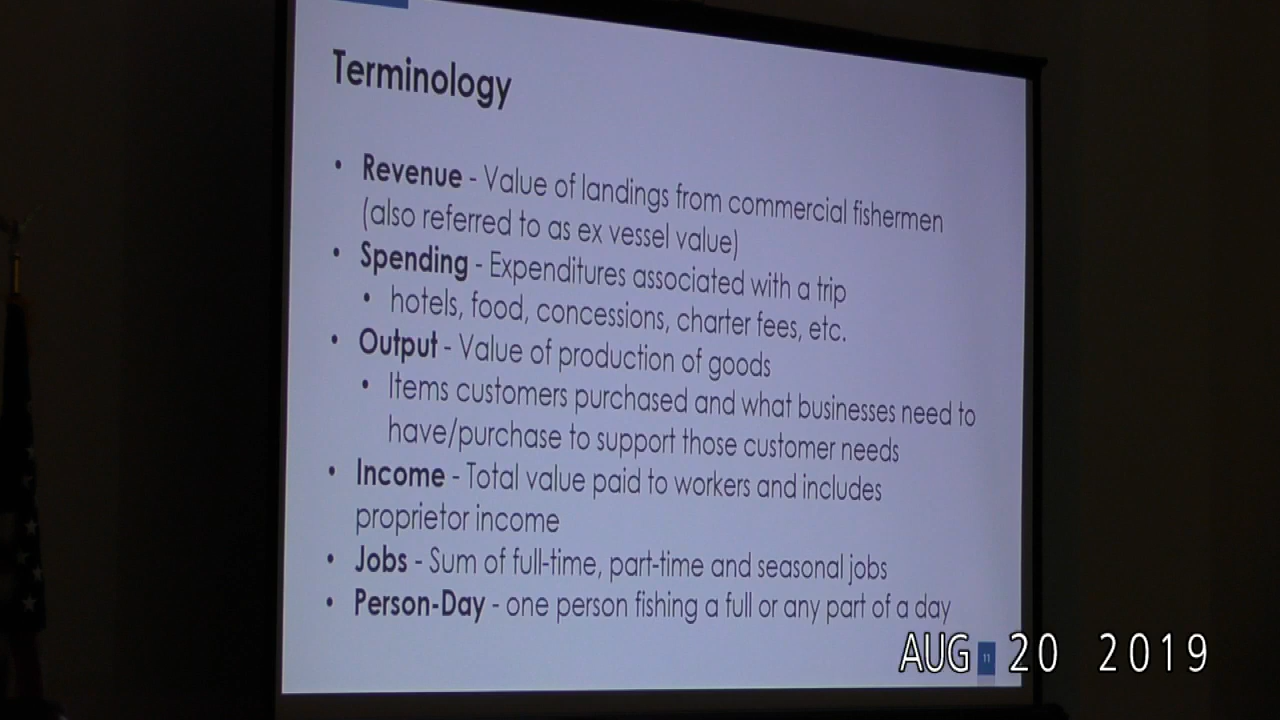 Terminology
• Revenue - Value of landings from commercial fishermen
(also referred to as ex vessel value)
• Spending - Expenditures associated with a trip
• hotels, food, concessions, charter fees, etc.
• Output - Value of production of goods
• Items customers purchased and what businesses need to
have/purchase to support those customer needs
• Income - Total value paid to workers and includes
proprietor income
• Jobs - Sum of full-time, part-time and seasonal jobs
• Person-Day - one person fishing a full or any part of a day
11
AUG 20 2019